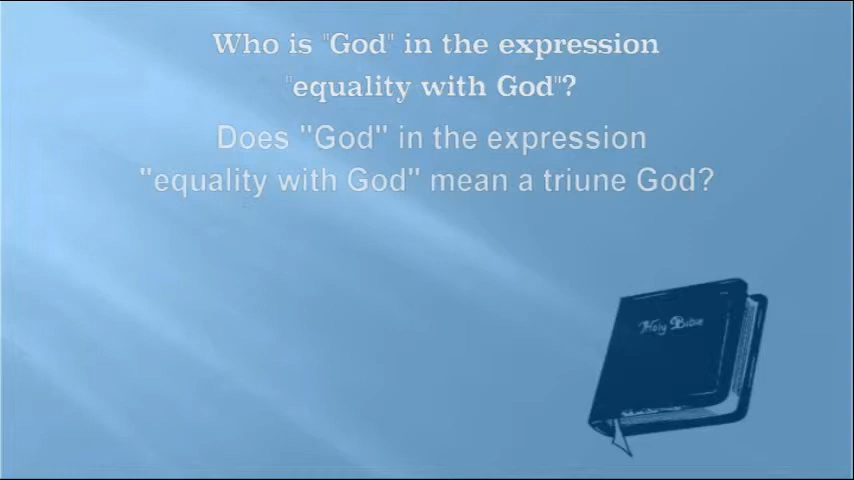 Who is "God" in the expression
"equality with God"?
Does "God" in the expression
"equality with God" mean a triune God?
Holy Bible